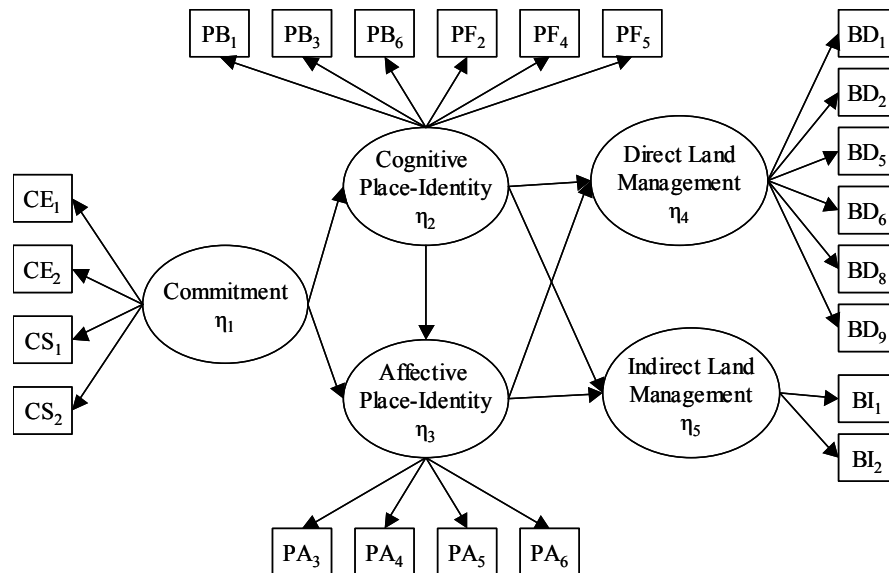 PB₁ PB₃ PB₆ PF₂ PF₄ PF₅
BD₁
BD₂
BD₅
BD₆
BD₈
BD₉
Cognitive
Place-Identity
η₂
Direct Land
Management
η₄
CE₁
CE₂
CS₁
CS₂
Commitment
η₁
Affective
Place-Identity
η₃
Indirect Land
Management
η₅
BI₁
BI₂
PA₃ PA₄ PA₅ PA₆